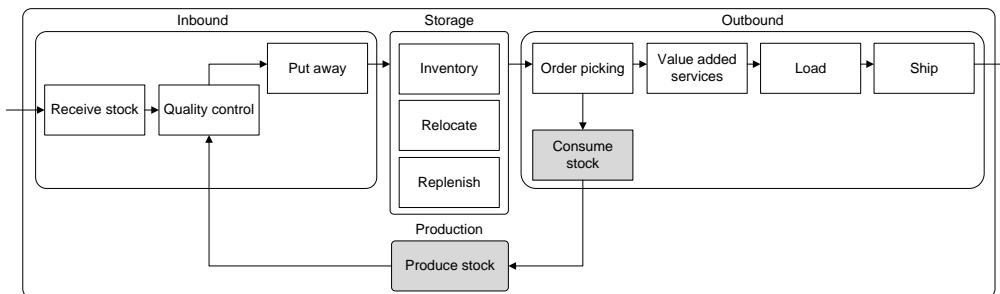 Inbound
Storage
Outbound
Put away
Inventory
Order picking
Value added
services
Load
Ship
Receive stock
Quality control
Relocate
Consume
stock
Replenish
Production
Produce stock